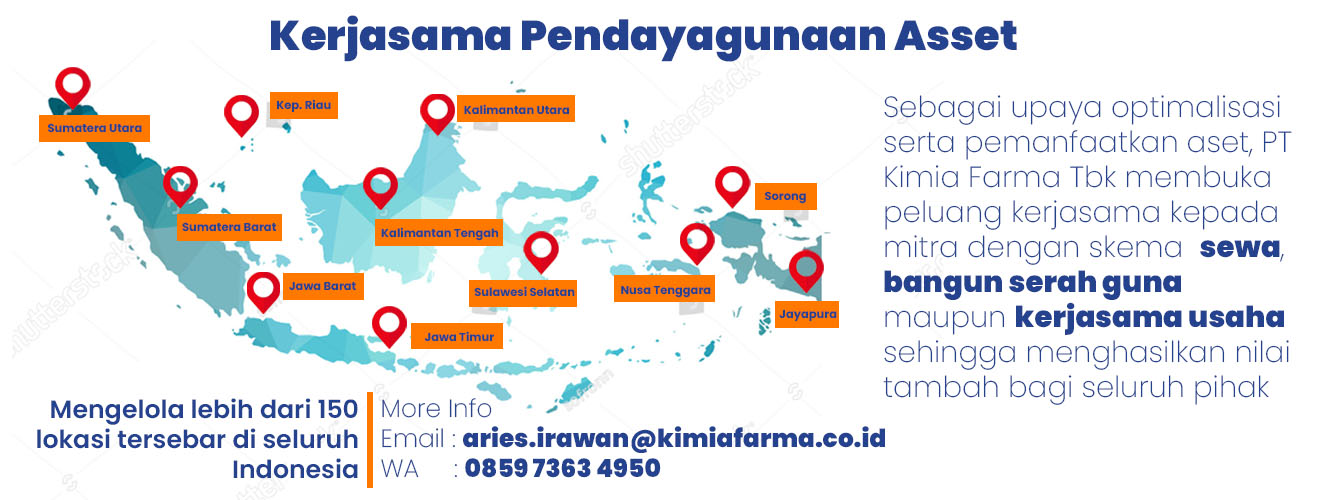 Kerjasama Pendayagunaan Asset
Kep. Riau
Kalimantan Utara
Sumatera Utara
Sorong
Sumatera Barat
Kalimantan Tengah
Jawa Barat
Sulawesi Selatan
Nusa Tenggara
Jayapura
Jawa Timur
Sebagai upaya optimalisasi
serta pemanfaatkan aset, PT
Kimia Farma Tbk membuka
peluang kerjasama kepada
mitra dengan skema sewa,
bangun serah guna
maupun kerjasama usaha
sehingga menghasilkan nilai
tambah bagi seluruh pihak
Mengelola lebih dari 150
lokasi tersebar di seluruh
Indonesia
More Info
Email : aries.irawan@kimiafarma.co.id
WA : 0859 7363 4950
shutterstock
shutterstock
shutterstock